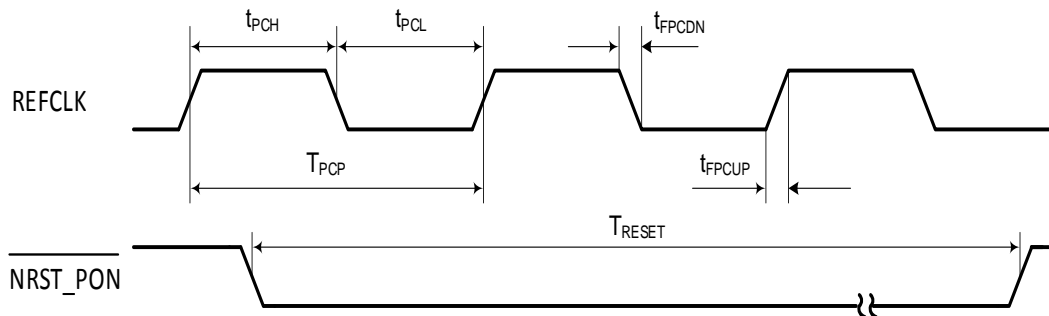 tPCH
tPCL
tFPCDN
REFCLK
TPCP
tFPCUP
TRESET
NRST_PON